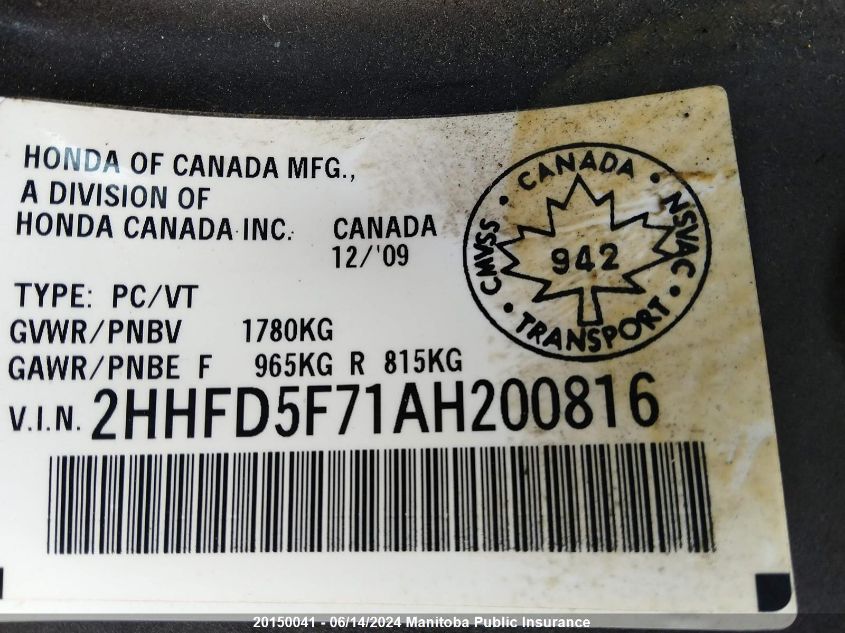 HONDA OF CANADA MFG.,
A DIVISION OF
HONDA CANADA INC. CANADA
12/'09
CANADA
CMVSS 942 NSVAC
TRANSPORT
TYPE: PC/VT
GVWR/PNBV 1780KG
GAWR/PNBE F 965KG R 815KG
V.I.N. 2HHFD5F71AH200816
20150041 - 06/14/2024 Manitoba Public Insurance